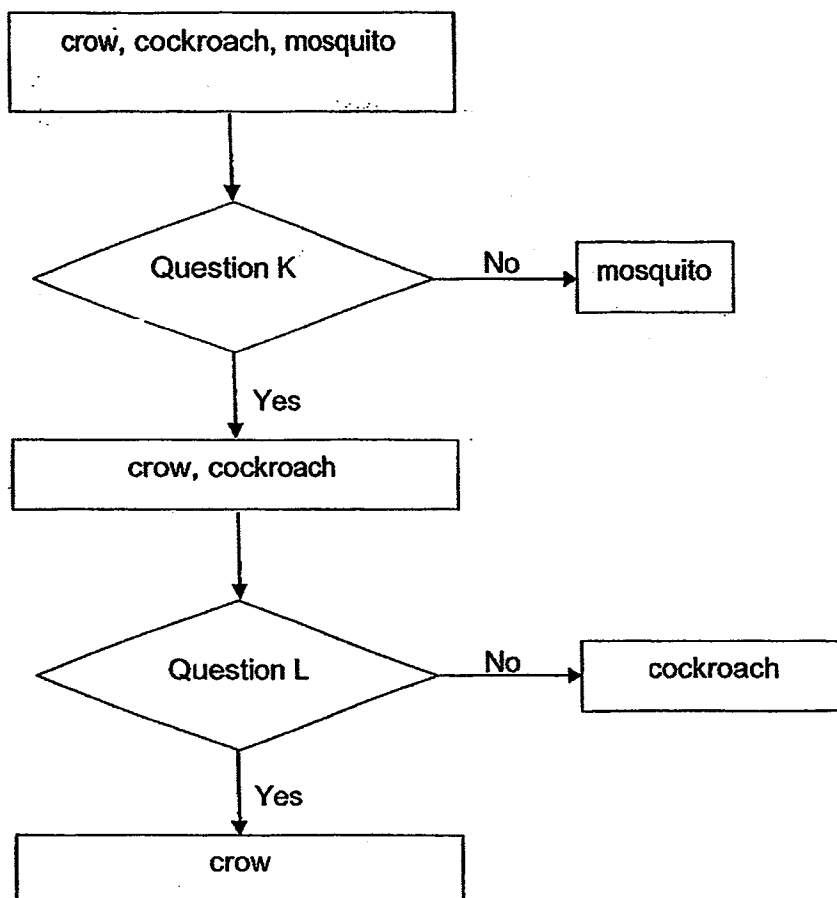 crow, cockroach, mosquito
Question K
No
mosquito
Yes
crow, cockroach
Question L
No
cockroach
Yes
crow